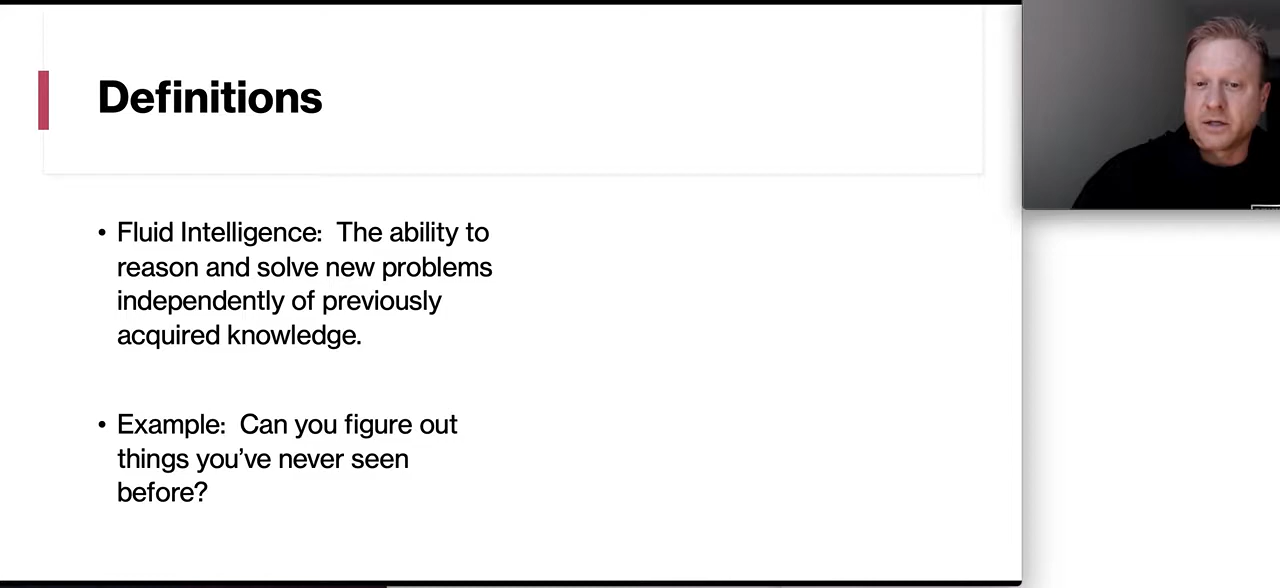 Definitions
• Fluid Intelligence:  The ability to
reason and solve new problems
independently of previously
acquired knowledge.
• Example:  Can you figure out
things you’ve never seen
before?